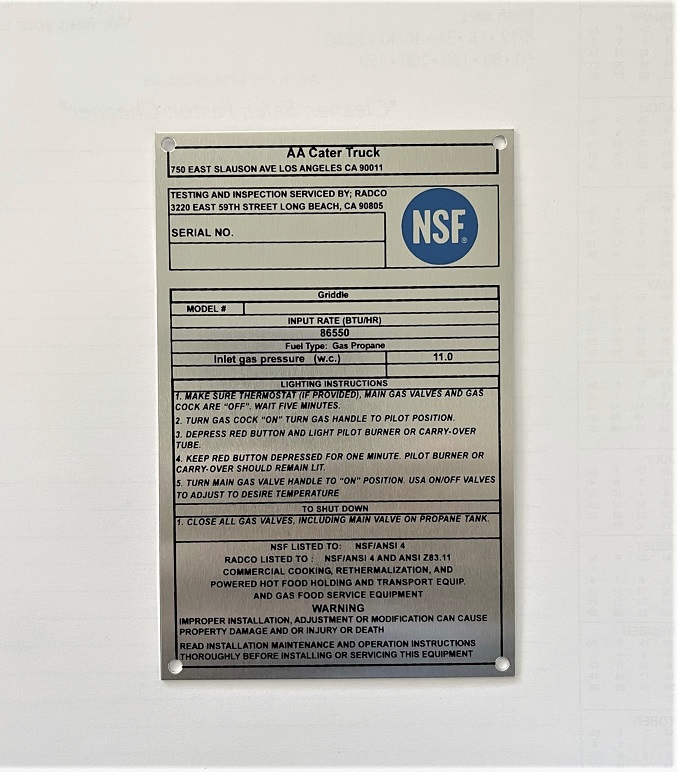 AA Cater Truck
750 EAST SLAUSON AVE LOS ANGELES CA 90011
TESTING AND INSPECTION SERVICED BY; RADCO
3220 EAST 59TH STREET LONG BEACH, CA 90805
NSF®
SERIAL NO.
Griddle
MODEL #
INPUT RATE (BTU/HR)
86550
Fuel Type: Gas Propane
Inlet gas pressure (w.c.) 11.0
LIGHTING INSTRUCTIONS
1. MAKE SURE THERMOSTAT (IF PROVIDED), MAIN GAS VALVES AND GAS
COCK ARE "OFF". WAIT FIVE MINUTES.
2. TURN GAS COCK "ON" TURN GAS HANDLE TO PILOT POSITION.
3. DEPRESS RED BUTTON AND LIGHT PILOT BURNER OR CARRY-OVER
TUBE.
4. KEEP RED BUTTON DEPRESSED FOR ONE MINUTE. PILOT BURNER OR
CARRY-OVER SHOULD REMAIN LIT.
5. TURN MAIN GAS VALVE HANDLE TO "ON" POSITION. USA ON/OFF VALVES
TO ADJUST TO DESIRE TEMPERATURE
TO SHUT DOWN
1. CLOSE ALL GAS VALVES, INCLUDING MAIN VALVE ON PROPANE TANK.
NSF LISTED TO: NSF/ANSI 4
RADCO LISTED TO : NSF/ANSI 4 AND ANSI Z83.11
COMMERCIAL COOKING, RETHERMALIZATION, AND
POWERED HOT FOOD HOLDING AND TRANSPORT EQUIP.
AND GAS FOOD SERVICE EQUIPMENT
WARNING
IMPROPER INSTALLATION, ADJUSTMENT OR MODIFICATION CAN CAUSE
PROPERTY DAMAGE AND OR INJURY OR DEATH
READ INSTALLATION MAINTENANCE AND OPERATION INSTRUCTIONS
THOROUGHLY BEFORE INSTALLING OR SERVICING THIS EQUIPMENT